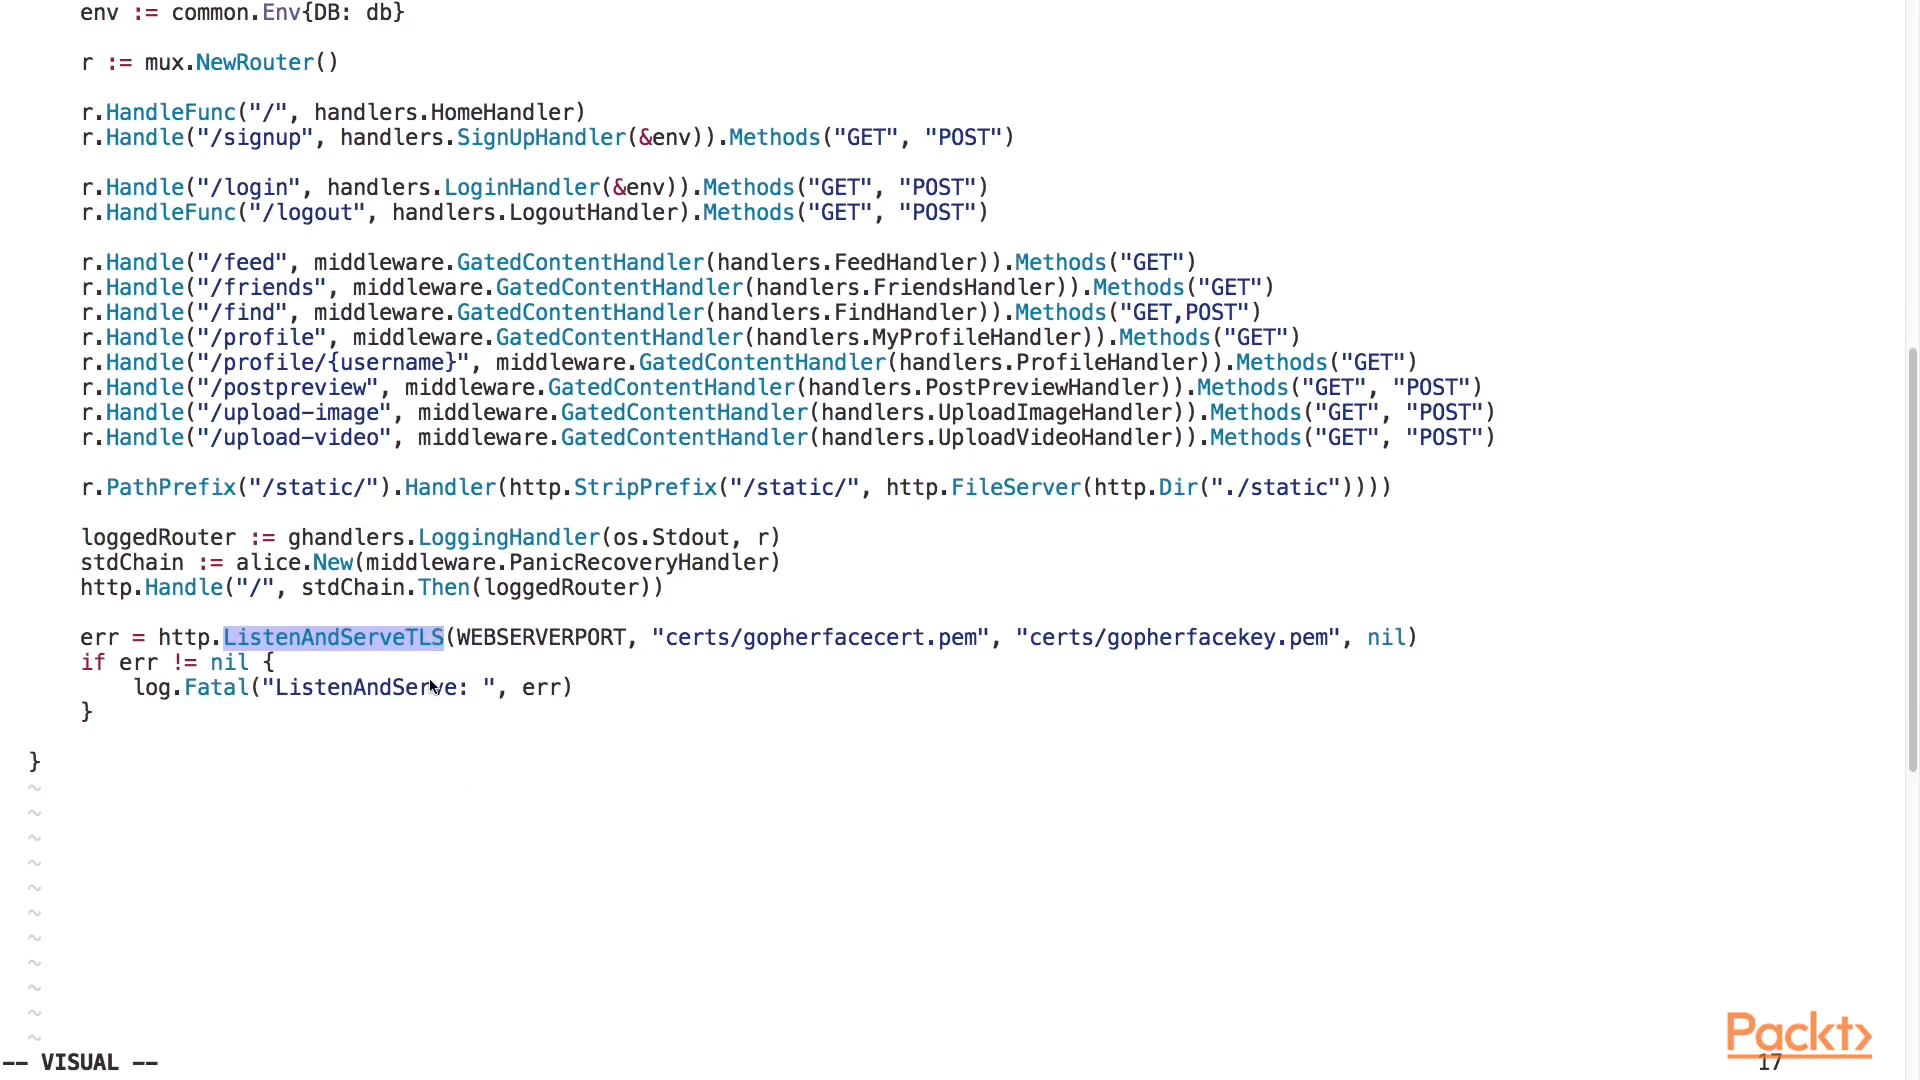 env := common.Env{DB: db}
r := mux.NewRouter()
r.HandleFunc("/", handlers.HomeHandler)
r.Handle("/signup", handlers.SignUpHandler(&env)).Methods("GET", "POST")
r.Handle("/login", handlers.LoginHandler(&env)).Methods("GET", "POST")
r.HandleFunc("/logout", handlers.LogoutHandler).Methods("GET", "POST")
r.Handle("/feed", middleware.GatedContentHandler(handlers.FeedHandler)).Methods("GET")
r.Handle("/friends", middleware.GatedContentHandler(handlers.FriendsHandler)).Methods("GET")
r.Handle("/find", middleware.GatedContentHandler(handlers.FindHandler)).Methods("GET,POST")
r.Handle("/profile", middleware.GatedContentHandler(handlers.MyProfileHandler)).Methods("GET")
r.Handle("/profile/{username}", middleware.GatedContentHandler(handlers.ProfileHandler)).Methods("GET")
r.Handle("/postpreview", middleware.GatedContentHandler(handlers.PostPreviewHandler)).Methods("GET", "POST")
r.Handle("/upload-image", middleware.GatedContentHandler(handlers.UploadImageHandler)).Methods("GET", "POST")
r.Handle("/upload-video", middleware.GatedContentHandler(handlers.UploadVideoHandler)).Methods("GET", "POST")
r.PathPrefix("/static/").Handler(http.StripPrefix("/static/", http.FileServer(http.Dir("./static"))))
loggedRouter := ghandlers.LoggingHandler(os.Stdout, r)
stdChain := alice.New(middleware.PanicRecoveryHandler)
http.Handle("/", stdChain.Then(loggedRouter))
err = http.ListenAndServeTLS(WEBSERVERPORT, "certs/gopherfacecert.pem", "certs/gopherfacekey.pem", nil)
if err != nil {
log.Fatal("ListenAndServe: ", err)
}
}
~
~
~
~
~
~
~
~
~
~
~
Packt>
-- VISUAL -- 17